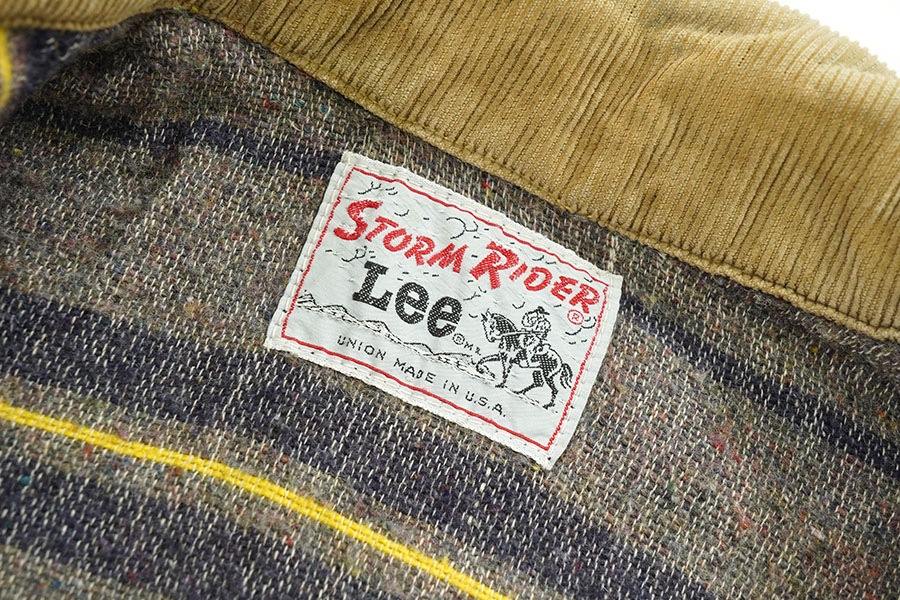 STORM RIDER ®
Lee ® M.R.
UNION MADE IN U.S.A.